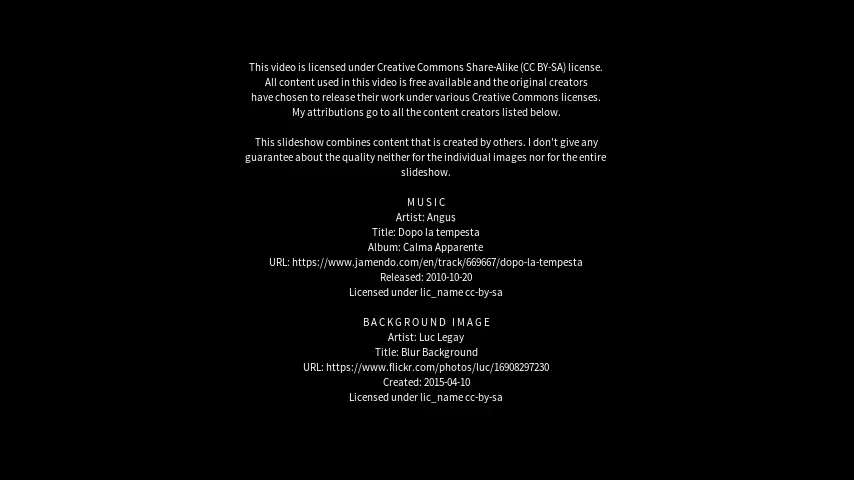 This video is licensed under Creative Commons Share-Alike (CC BY-SA) license.
All content used in this video is free available and the original creators
have chosen to release their work under various Creative Commons licenses.
My attributions go to all the content creators listed below.
This slideshow combines content that is created by others. I don't give any
guarantee about the quality neither for the individual images nor for the entire
slideshow.
MUSIC
Artist: Angus
Title: Dopo la tempesta
Album: Calma Apparente
URL: https://www.jamendo.com/en/track/669667/dopo-la-tempesta
Released: 2010-10-20
Licensed under lic_name cc-by-sa
BACKGROUND IMAGE
Artist: Luc Legay
Title: Blur Background
URL: https://www.flickr.com/photos/luc/16908297230
Created: 2015-04-10
Licensed under lic_name cc-by-sa